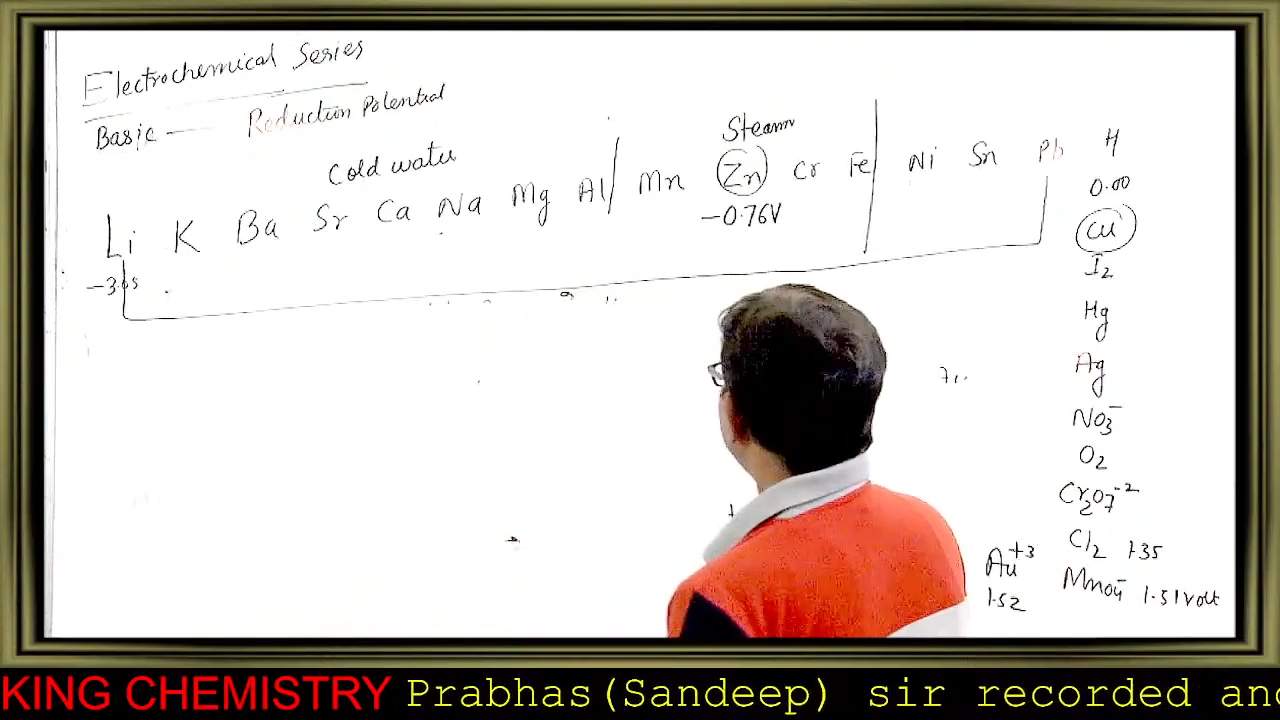 Electrochemical Series
Basic — Reduction Potential
Cold water
Steam
Li K Ba Sr Ca Na Mg Al / Mn Zn Cr Fe Ni Sn Pb H
-3.05
-0.76V
0.00
Cu
I2
Hg
Ag
NO3-
O2
Cr2O7-2
Cl2 1.35
Au+3
1.52
MnO4- 1.51 volt
KING CHEMISTRY Prabhas(Sandeep) sir recorded and